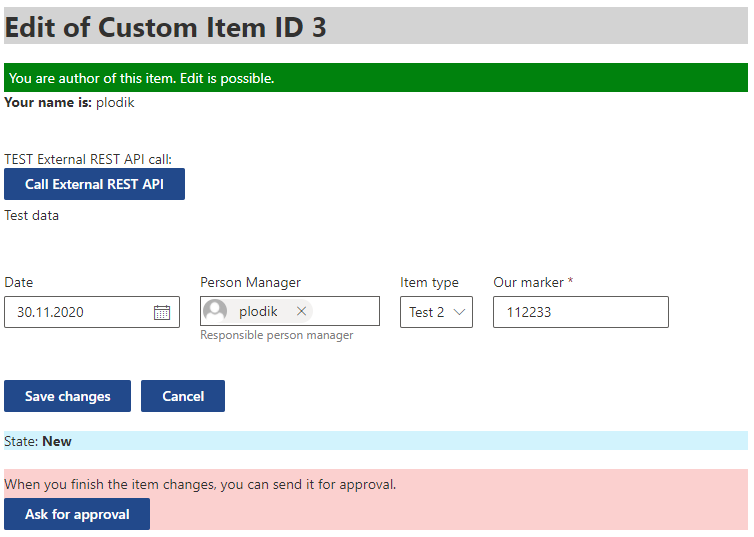 Edit of Custom Item ID 3
You are author of this item. Edit is possible.
Your name is: plodik
TEST External REST API call:
Call External REST API
Test data
Date Person Manager Item type Our marker *
30.11.2020 plodik Test 2 112233
Responsible person manager
Save changes Cancel
State: New
When you finish the item changes, you can send it for approval.
Ask for approval